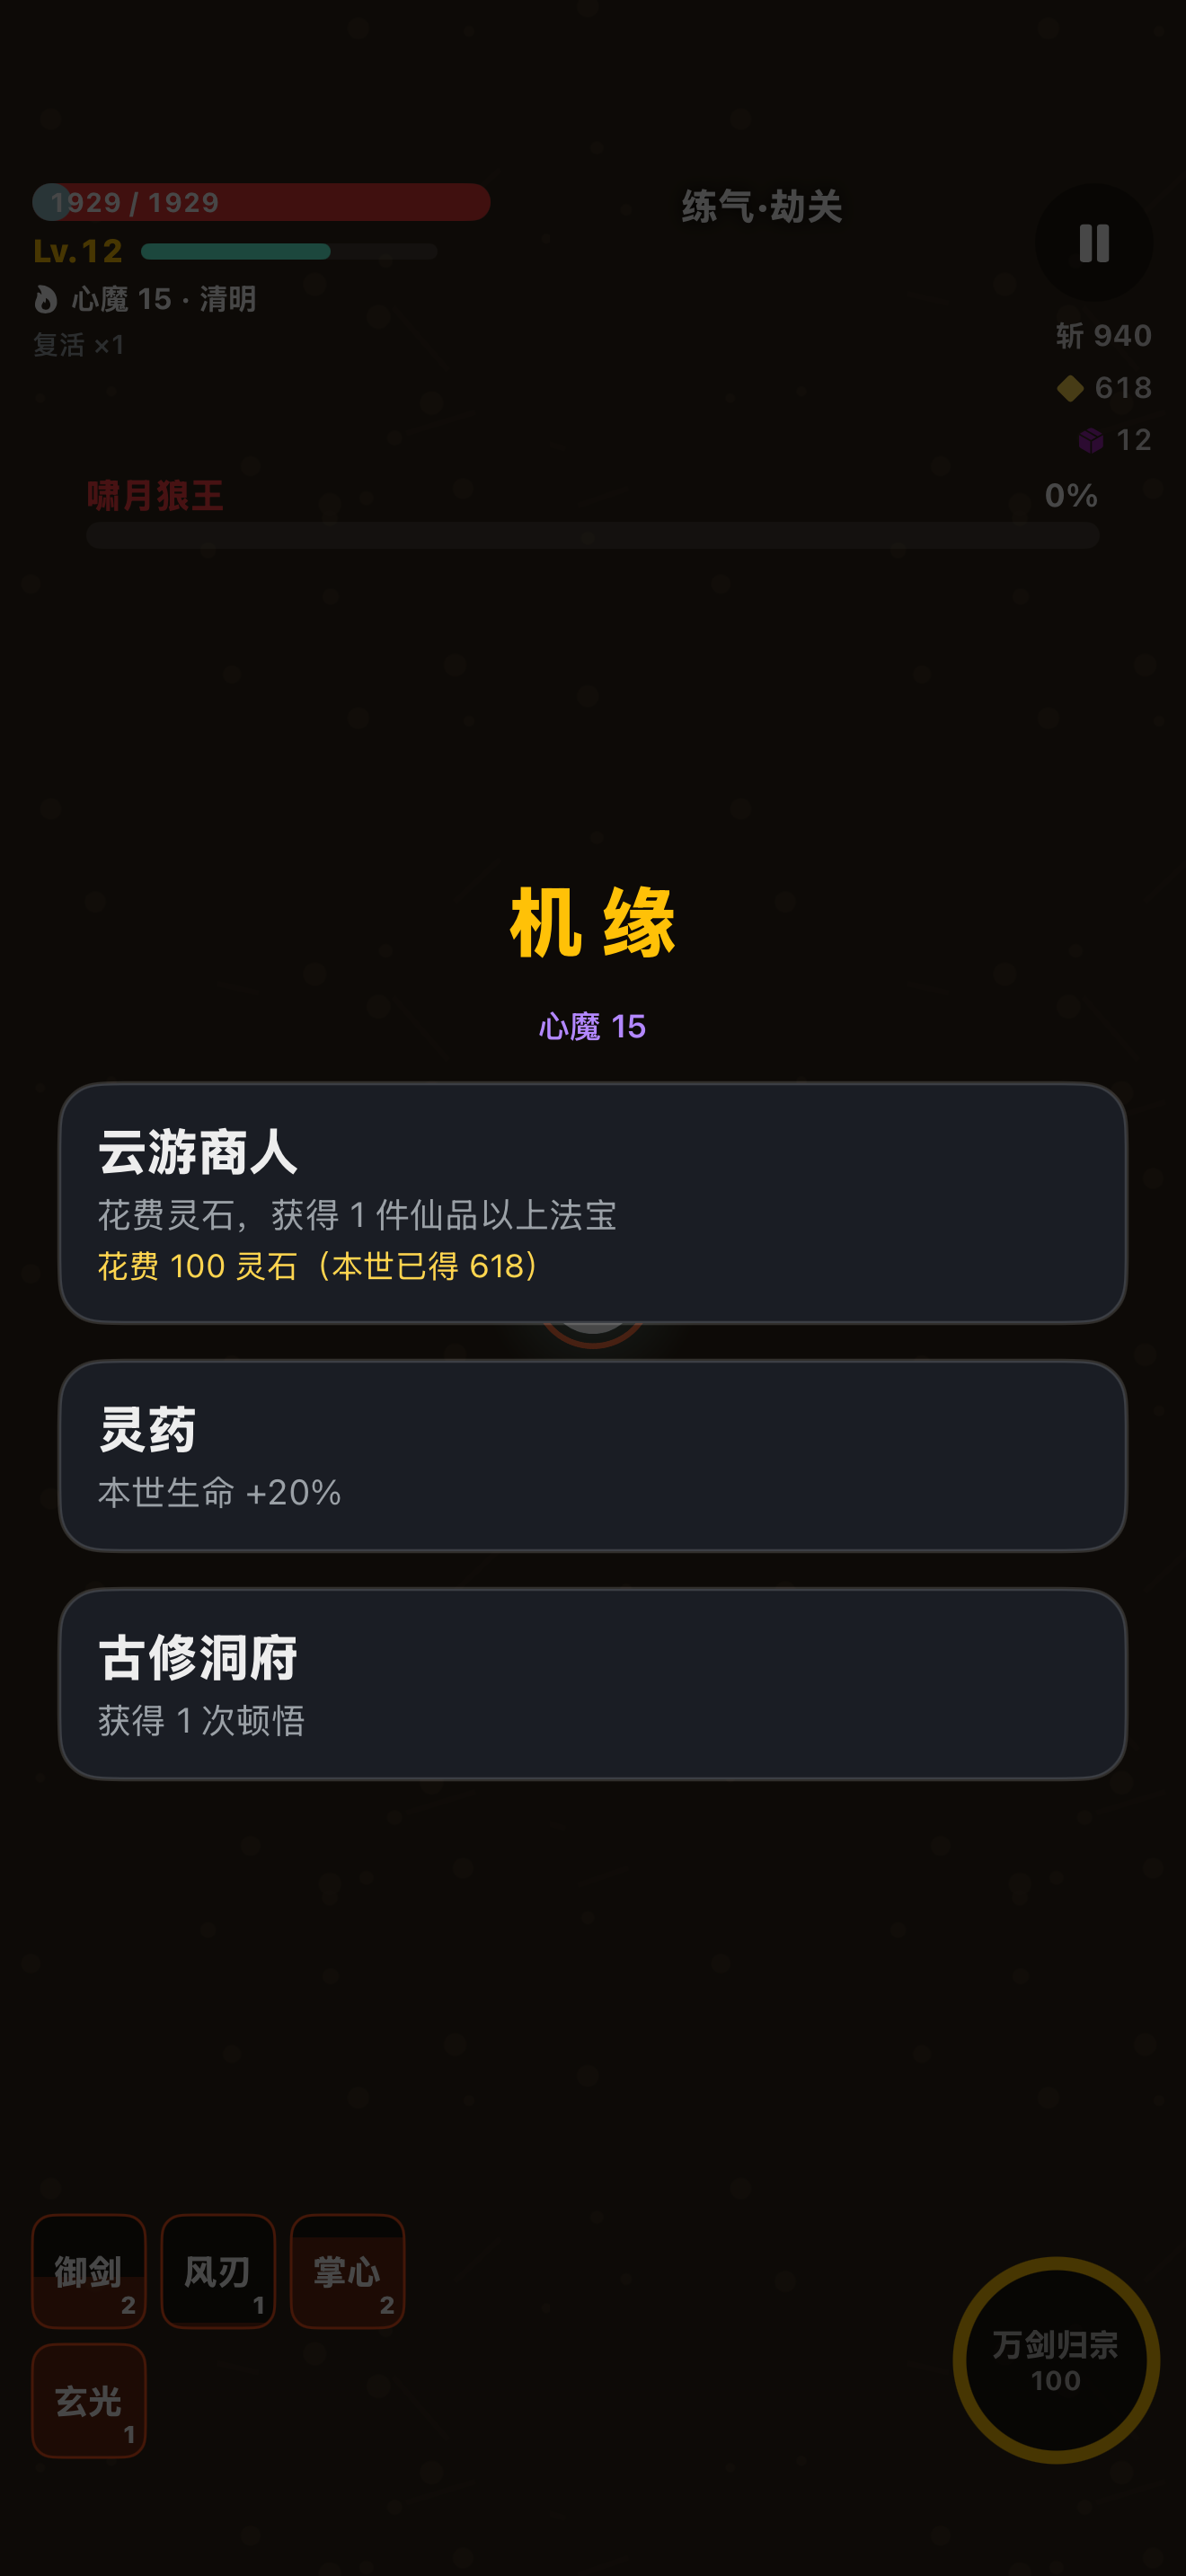 1929 / 1929
练气·劫关
Lv.12
心魔 15 · 清明
复活 ×1
斩 940
618
12
啸月狼王
0%
机缘
心魔 15
云游商人
花费灵石，获得 1 件仙品以上法宝
花费 100 灵石（本世已得 618）
灵药
本世生命 +20%
古修洞府
获得 1 次顿悟
御剑
2
风刃
1
掌心
2
玄光
1
万剑归宗
100